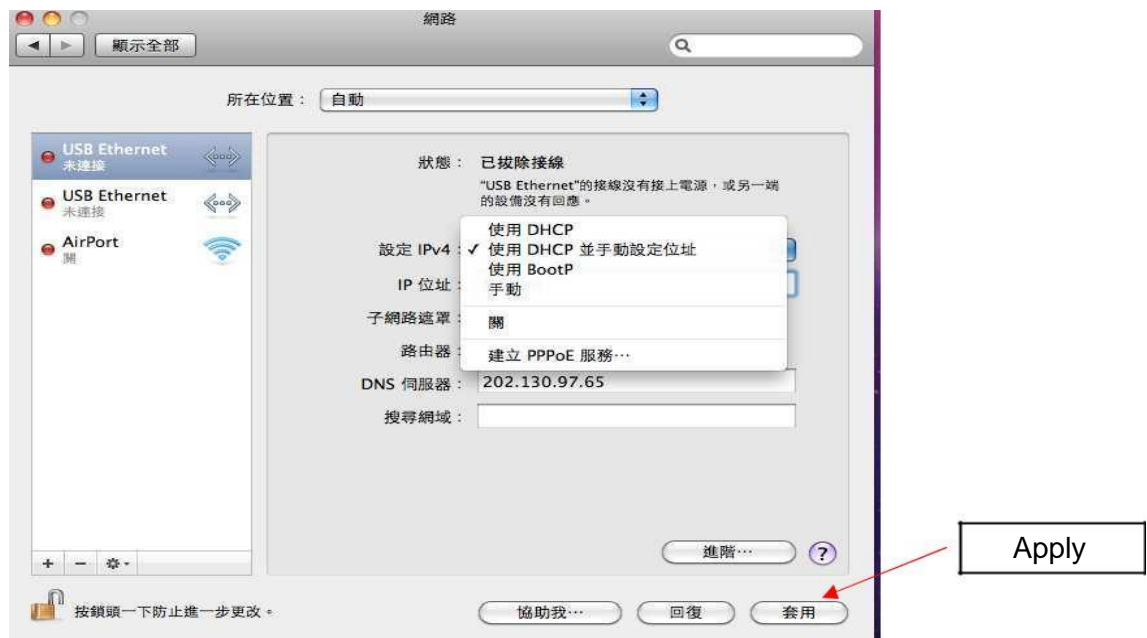 網路
顯示全部
所在位置： 自動
USB Ethernet
未連接
USB Ethernet
未連接
AirPort
關
狀態： 已拔除接線
“USB Ethernet”的接線沒有接上電源，或另一端
的設備沒有回應。
設定 IPv4：
使用 DHCP
✓ 使用 DHCP 並手動設定位址
使用 BootP
手動
關
建立 PPPoE 服務…
IP 位址：
子網路遮罩：
路由器：
DNS 伺服器： 202.130.97.65
搜尋網域：
進階… ?
Apply
按鎖頭一下防止進一步更改。
協助我… 回復 套用